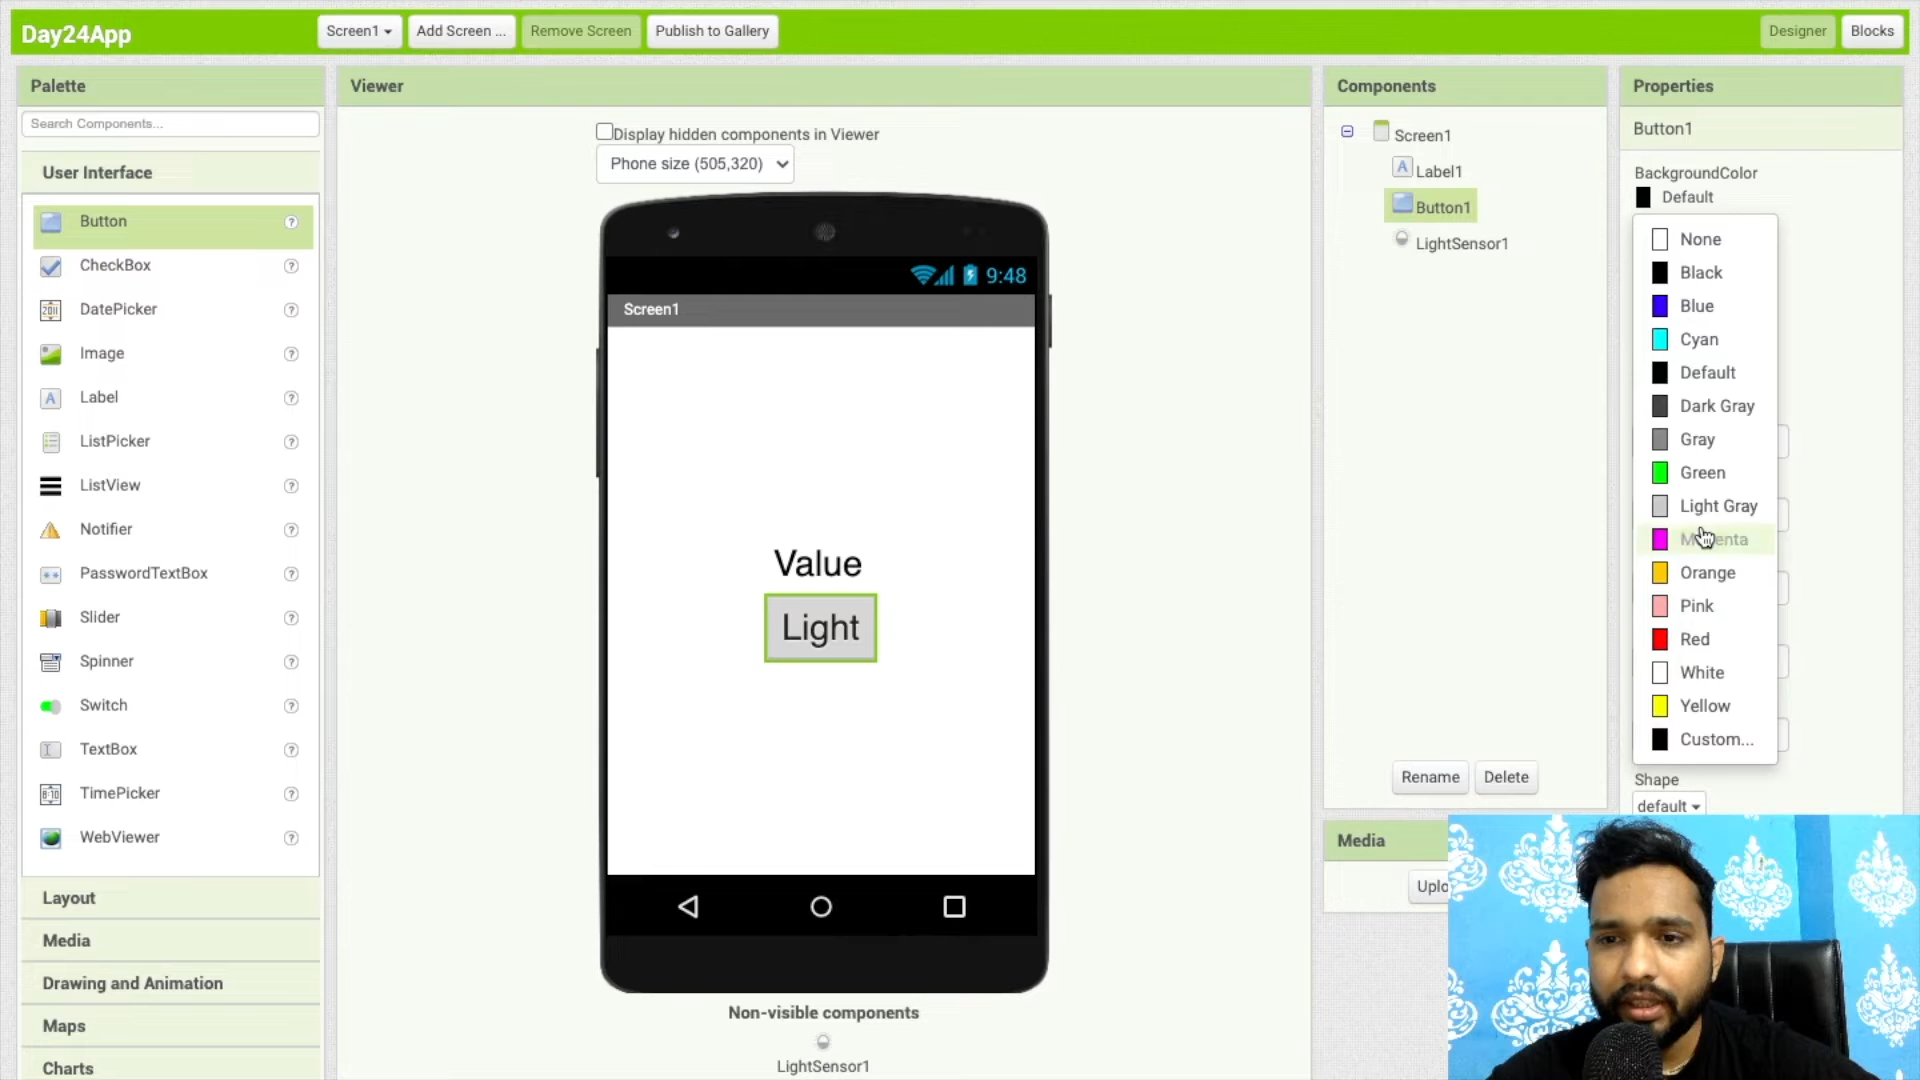 Day24App
Screen1
Add Screen ...
Remove Screen
Publish to Gallery
Designer
Blocks
Palette
Search Components...
User Interface
Button
CheckBox
DatePicker
Image
Label
ListPicker
ListView
Notifier
PasswordTextBox
Slider
Spinner
Switch
TextBox
TimePicker
WebViewer
Layout
Media
Drawing and Animation
Maps
Charts
Viewer
Display hidden components in Viewer
Phone size (505,320)
9:48
Screen1
Value
Light
Non-visible components
LightSensor1
Components
Screen1
Label1
Button1
LightSensor1
Rename
Delete
Media
Uplo
Properties
Button1
BackgroundColor
Default
None
Black
Blue
Cyan
Default
Dark Gray
Gray
Green
Light Gray
Orange
Pink
Red
White
Yellow
Custom...
Shape
default